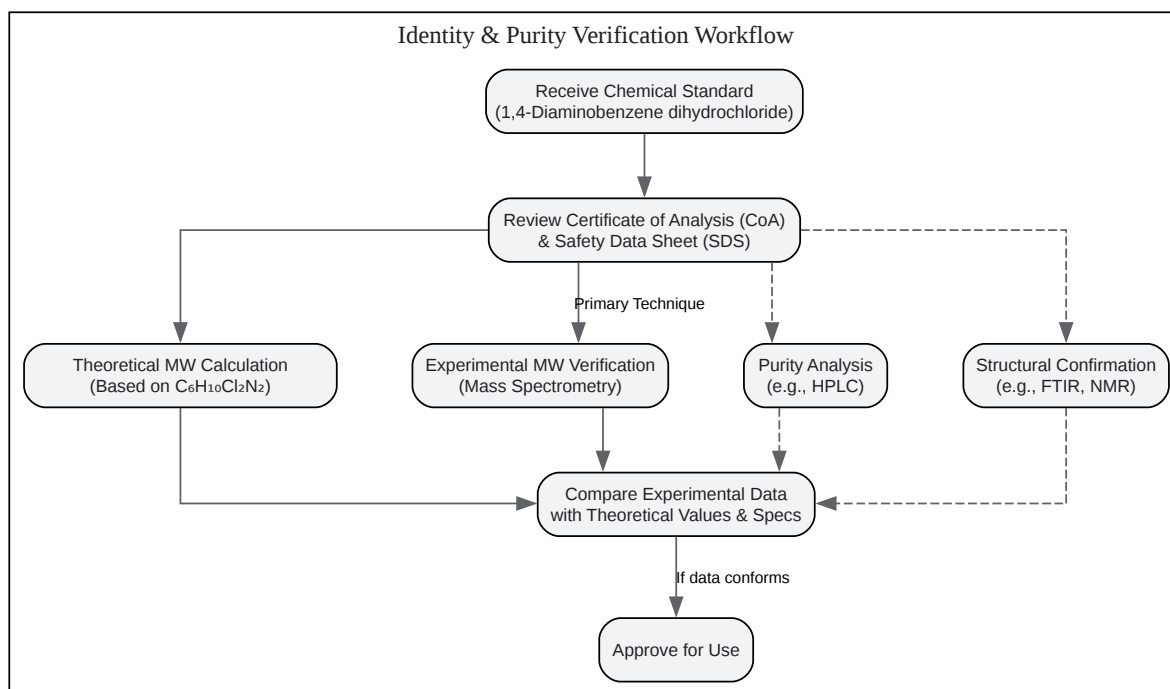 Identity & Purity Verification Workflow
Receive Chemical Standard
(1,4-Diaminobenzene dihydrochloride)
Review Certificate of Analysis (CoA)
& Safety Data Sheet (SDS)
Primary Technique
Theoretical MW Calculation
(Based on C₆H₁₀Cl₂N₂)
Experimental MW Verification
(Mass Spectrometry)
Purity Analysis
(e.g., HPLC)
Structural Confirmation
(e.g., FTIR, NMR)
Compare Experimental Data
with Theoretical Values & Specs
If data conforms
Approve for Use